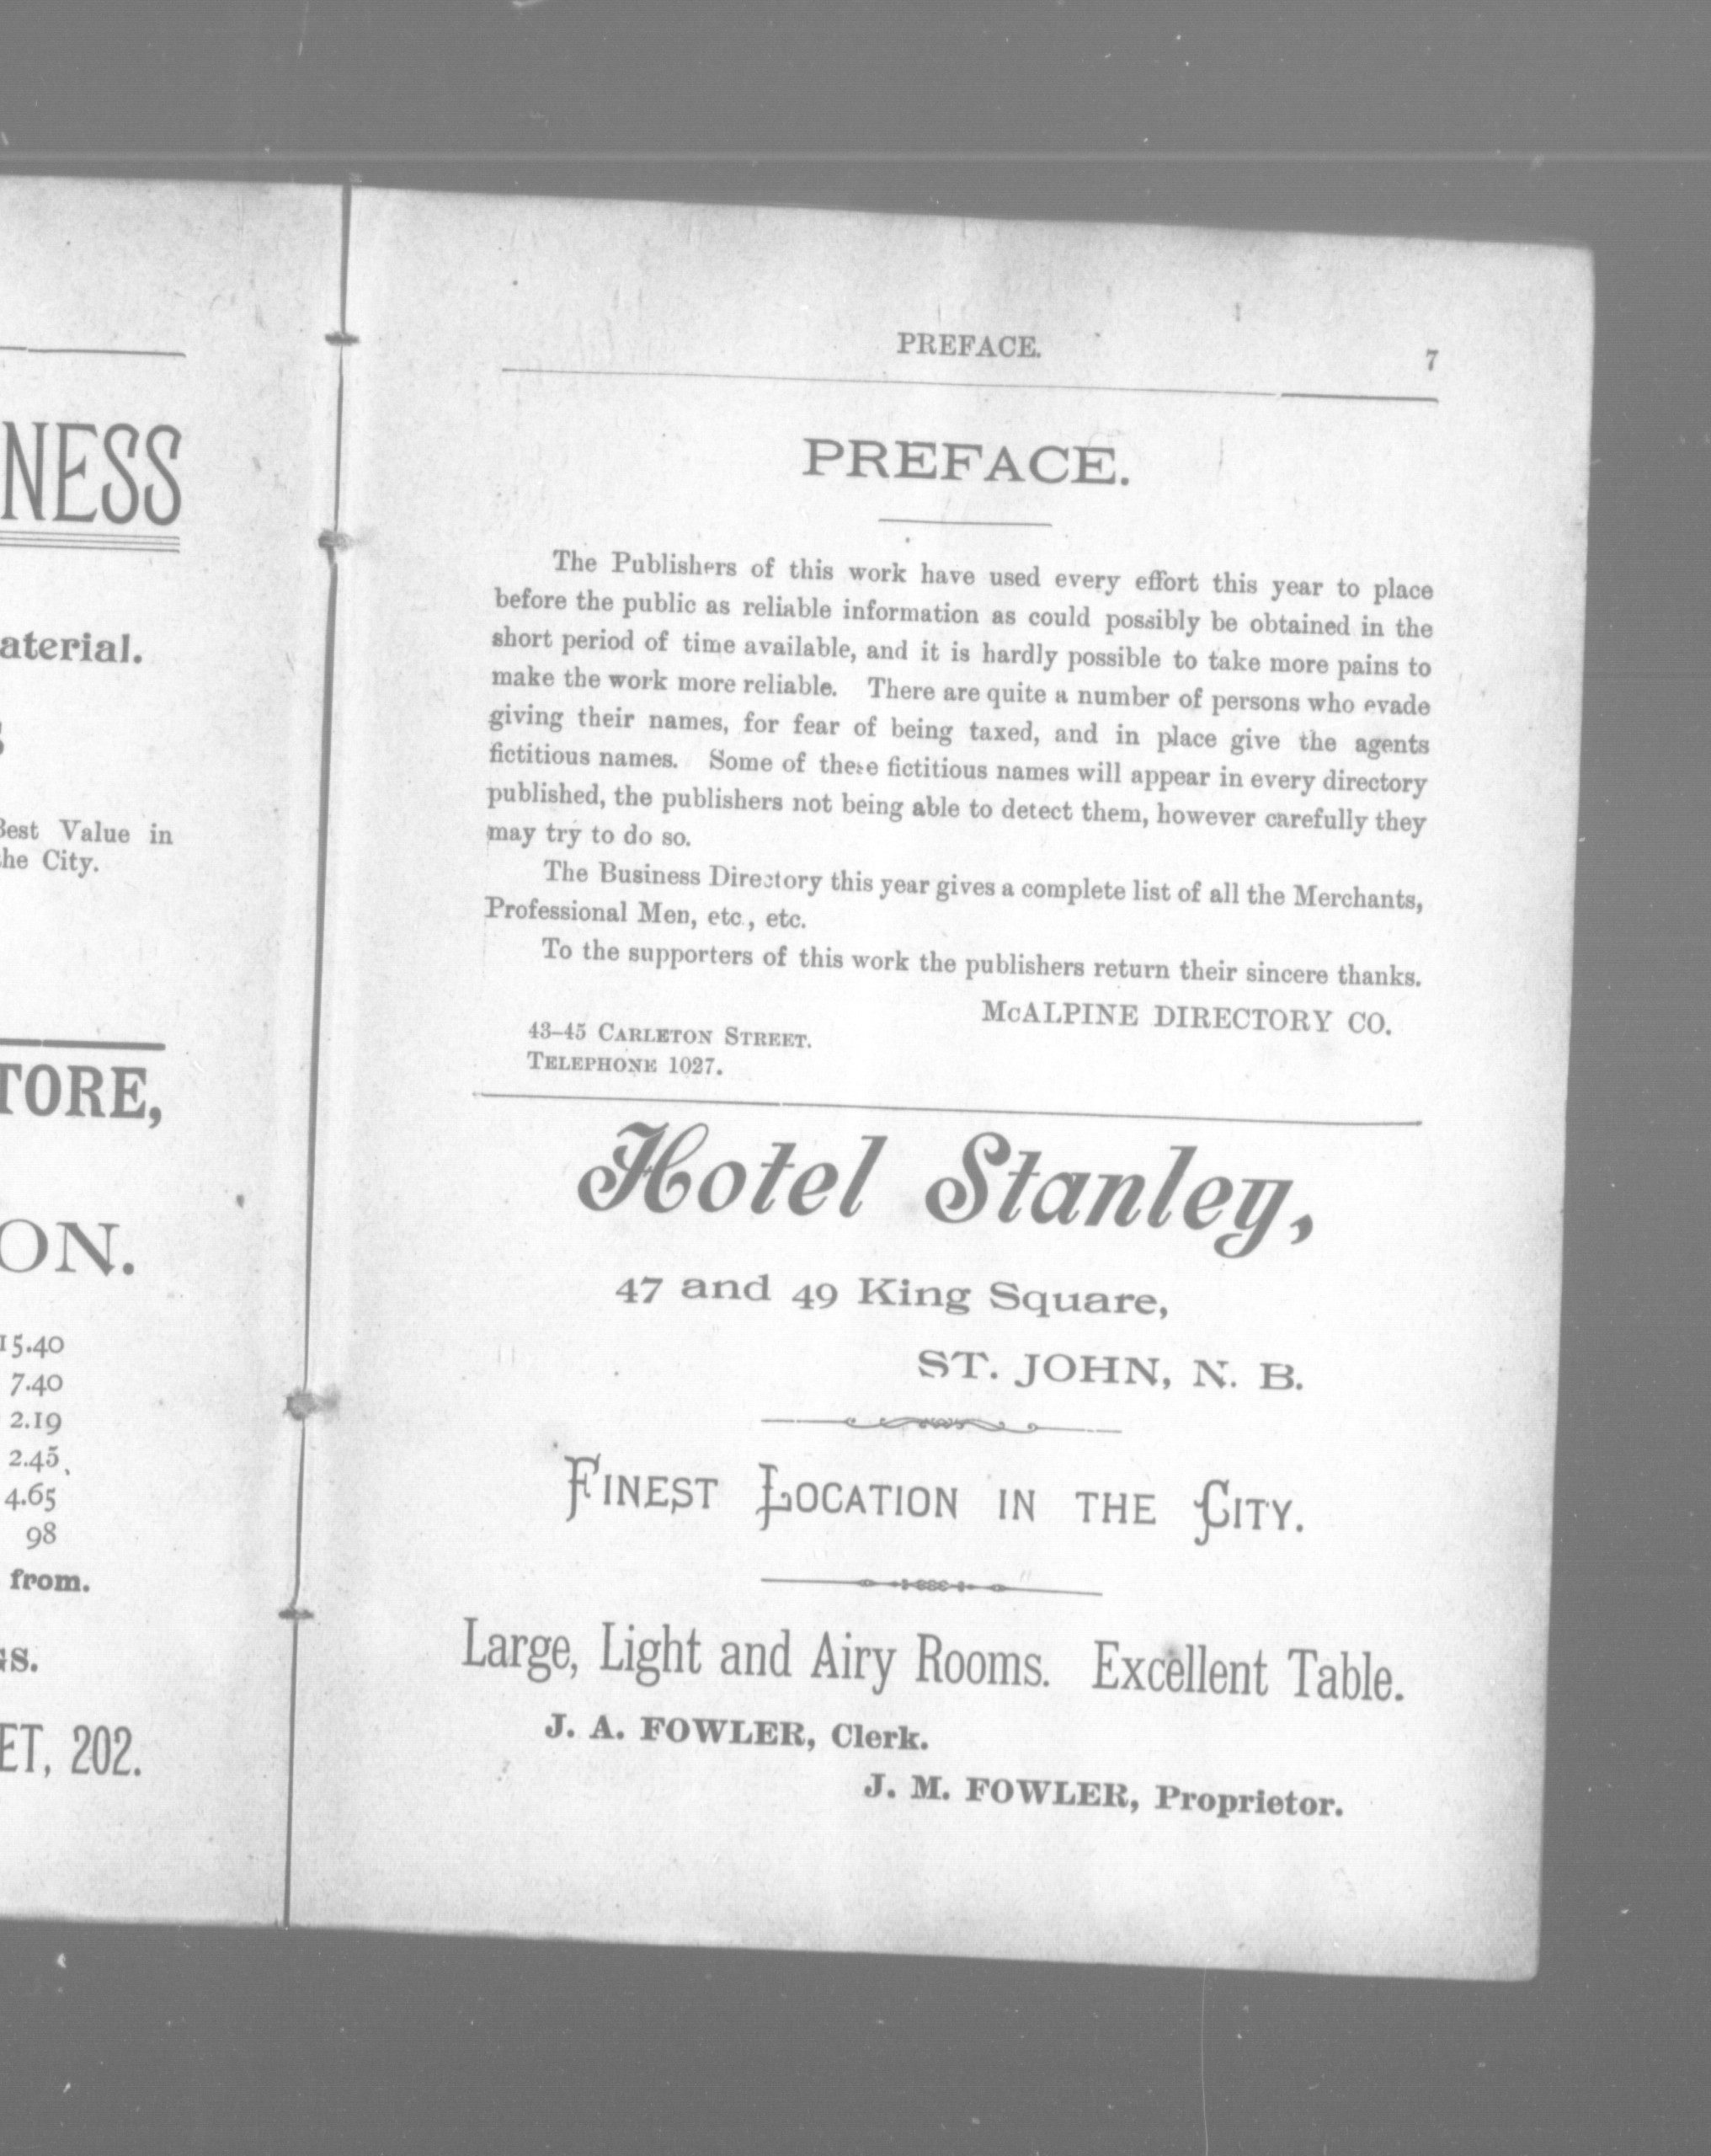 NESS
aterial.
Best Value in
the City.
TORE,
ON.
15.40
7.40
2.19
2.45
4.65
98
from.
GS.
ET, 202.
PREFACE. 7
PREFACE.
The Publishers of this work have used every effort this year to place
before the public as reliable information as could possibly be obtained in the
short period of time available, and it is hardly possible to take more pains to
make the work more reliable. There are quite a number of persons who evade
giving their names, for fear of being taxed, and in place give the agents
fictitious names. Some of these fictitious names will appear in every directory
published, the publishers not being able to detect them, however carefully they
may try to do so.
The Business Directory this year gives a complete list of all the Merchants,
Professional Men, etc., etc.
To the supporters of this work the publishers return their sincere thanks.
McALPINE DIRECTORY CO.
43-45 CARLETON STREET.
TELEPHONE 1027.
Hotel Stanley,
47 and 49 King Square,
ST. JOHN, N. B.
FINEST LOCATION IN THE CITY.
Large, Light and Airy Rooms. Excellent Table.
J. A. FOWLER, Clerk.
J. M. FOWLER, Proprietor.